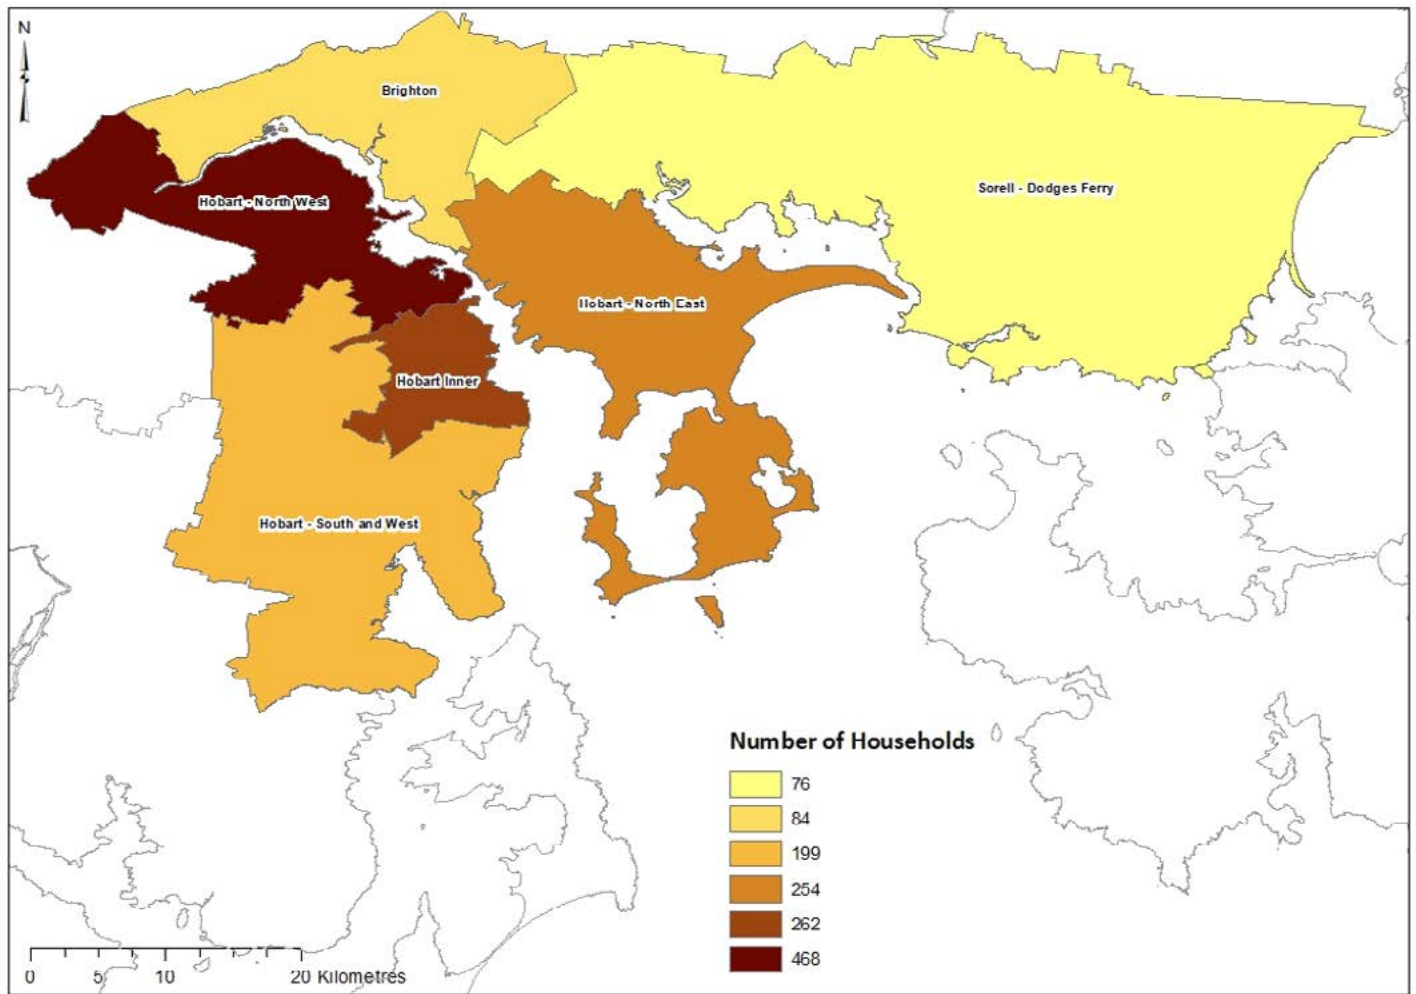 N
Brighton
Sorell - Dodges Ferry
Hobart - North West
Hobart - North East
Hobart Inner
Hobart - South and West
Number of Households
76
84
199
254
262
468
0 5 10 20 Kilometres